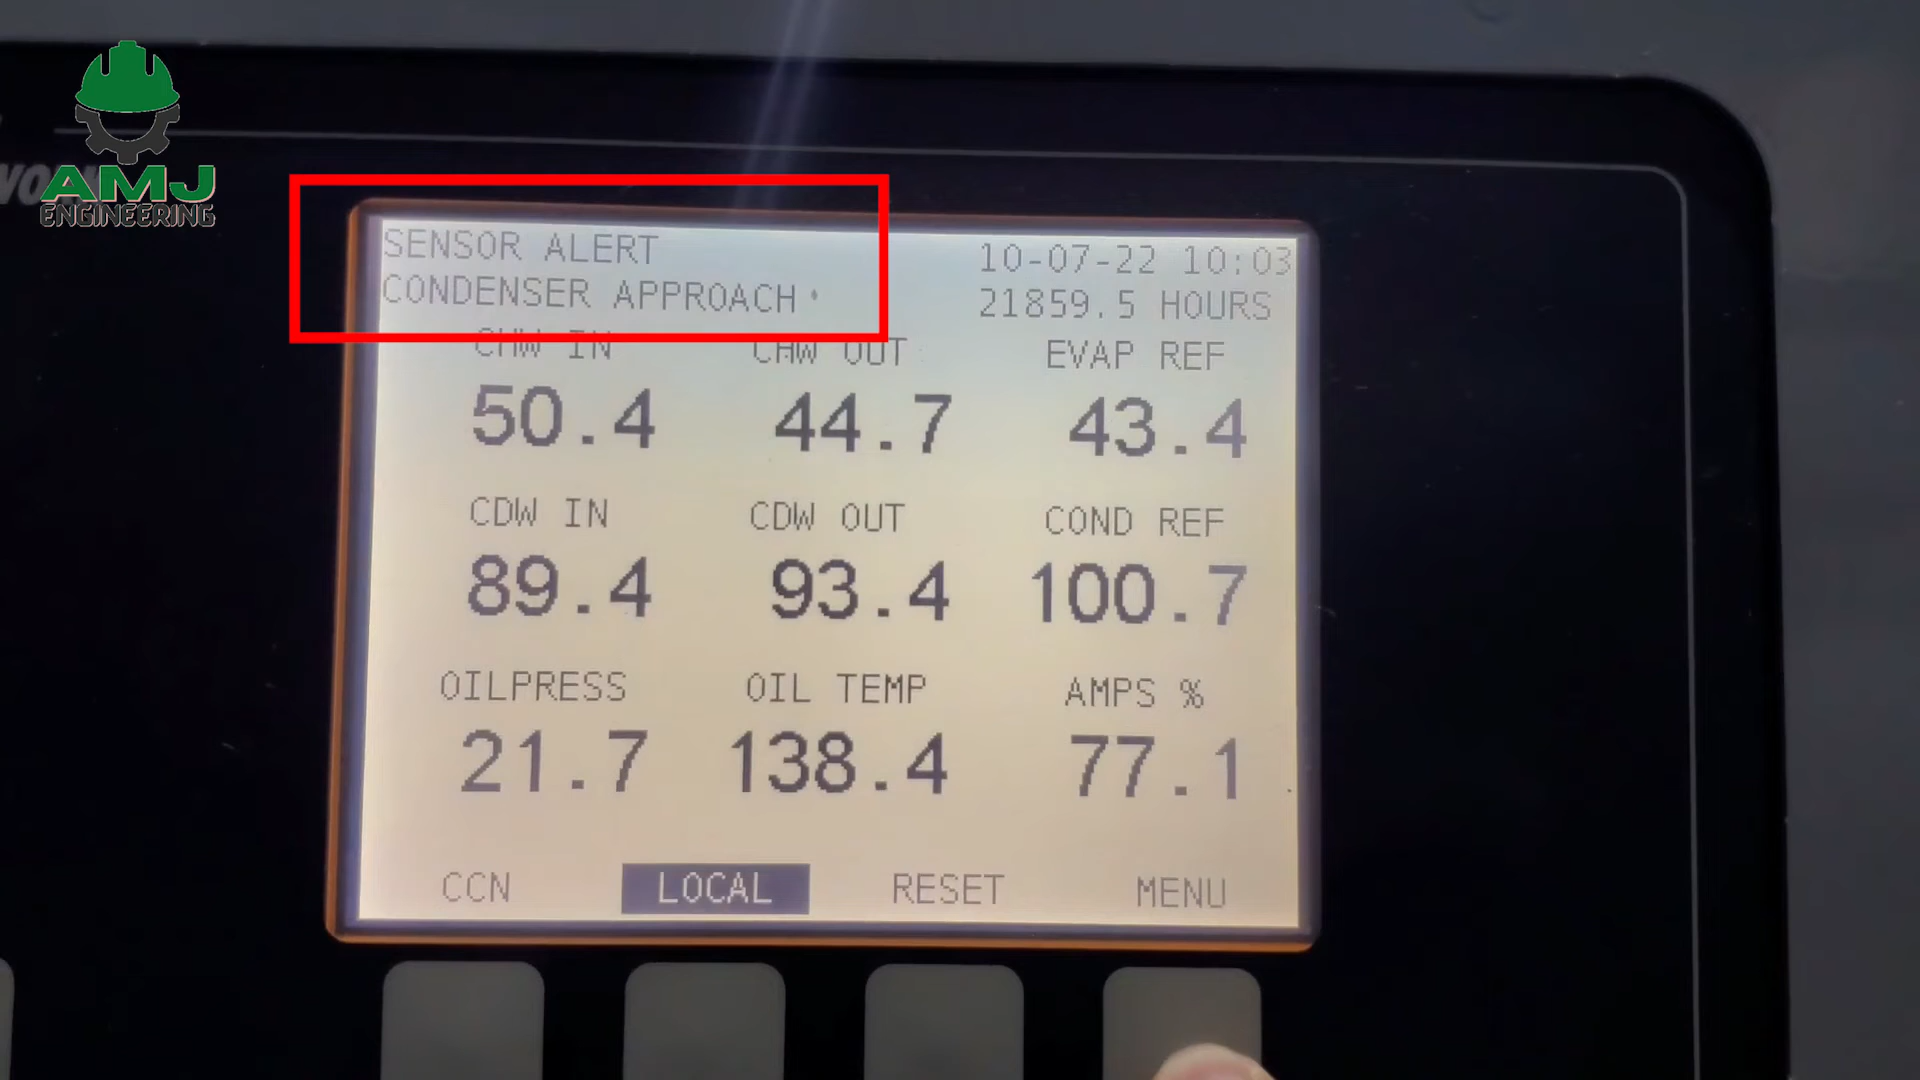 AMJ
ENGINEERING
SENSOR ALERT
10-07-22 10:03
CONDENSER APPROACH
21859.5 HOURS
CHW IN CHW OUT EVAP REF
50.4 44.7 43.4
CDW IN CDW OUT COND REF
89.4 93.4 100.7
OILPRESS OIL TEMP AMPS %
21.7 138.4 77.1
CCN LOCAL RESET MENU